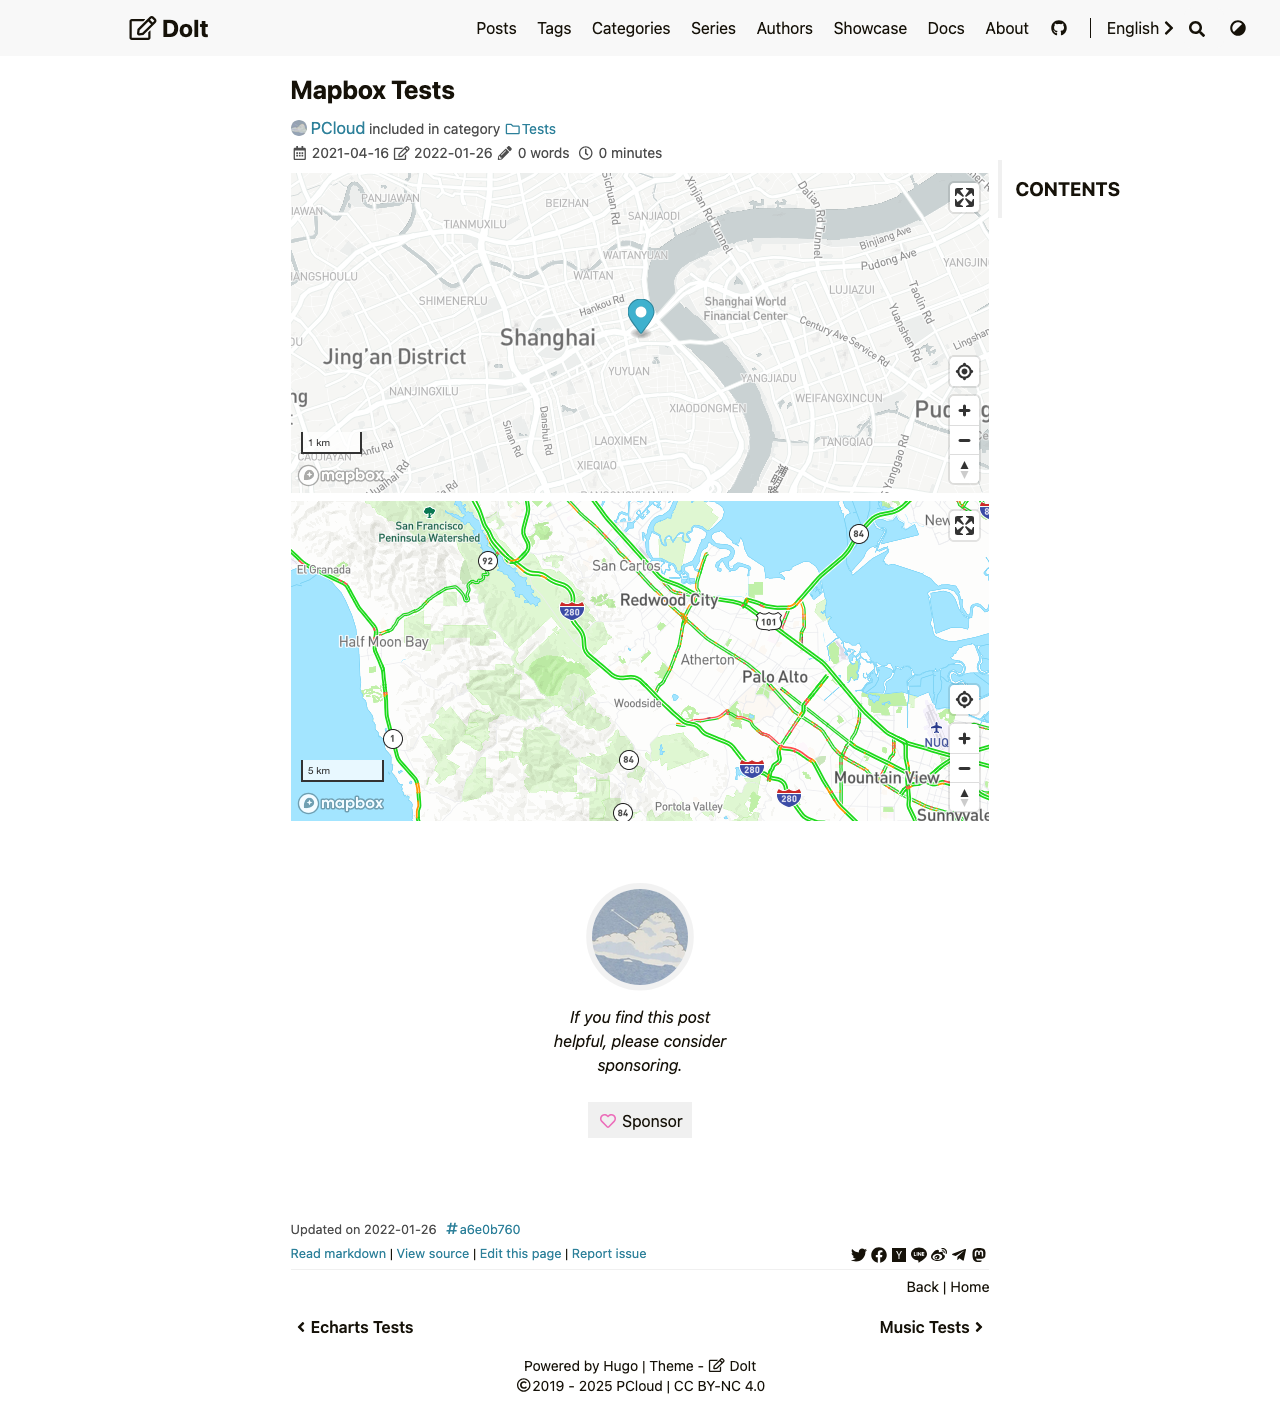 DoIt
Posts Tags Categories Series Authors Showcase Docs About English
Mapbox Tests
PCloud included in category Tests
2021-04-16 2022-01-26 0 words 0 minutes
CONTENTS
PANJIAWAN
BEIZHAN
Sichuan Rd
Xinjian Rd Tunnel
Dalian Rd Tunnel
TIANMUXILU
SANJIAODI
Binjiang Ave
WAITANYUAN
Pudong Ave
YANGJIN
ANGSHOULU
WAITAN
LUJIAZUI
Taolin Rd
SHIMENERLU
Hankou Rd
Shanghai World
Financial Center
Yuanshen Rd
Shanghai
Century Ave Service Rd
Lingshan
Jing'an District
YUYUAN
YANGJIADU
NANJINGXILU
WEIFANGXINCUN
XIAODONGMEN
Danshui Rd
Sinan Rd
LAOXIMEN
TANGQIAO
1 km
CAOJIAYAN
Anfu Rd
XIEQIAO
Yanggao Rd
Huaihai Rd
mapbox
San Francisco
Peninsula Watershed
New
84
92
El Granada
San Carlos
Redwood City
280
101
Half Moon Bay
Atherton
Palo Alto
Woodside
NUQ
1
84
280
5 km
Mountain View
280
mapbox
84
Portola Valley
Sunnyvale
If you find this post
helpful, please consider
sponsoring.
Sponsor
Updated on 2022-01-26 a6e0b760
Read markdown | View source | Edit this page | Report issue
Back | Home
Echarts Tests Music Tests
Powered by Hugo | Theme - DoIt
©2019 - 2025 PCloud | CC BY-NC 4.0